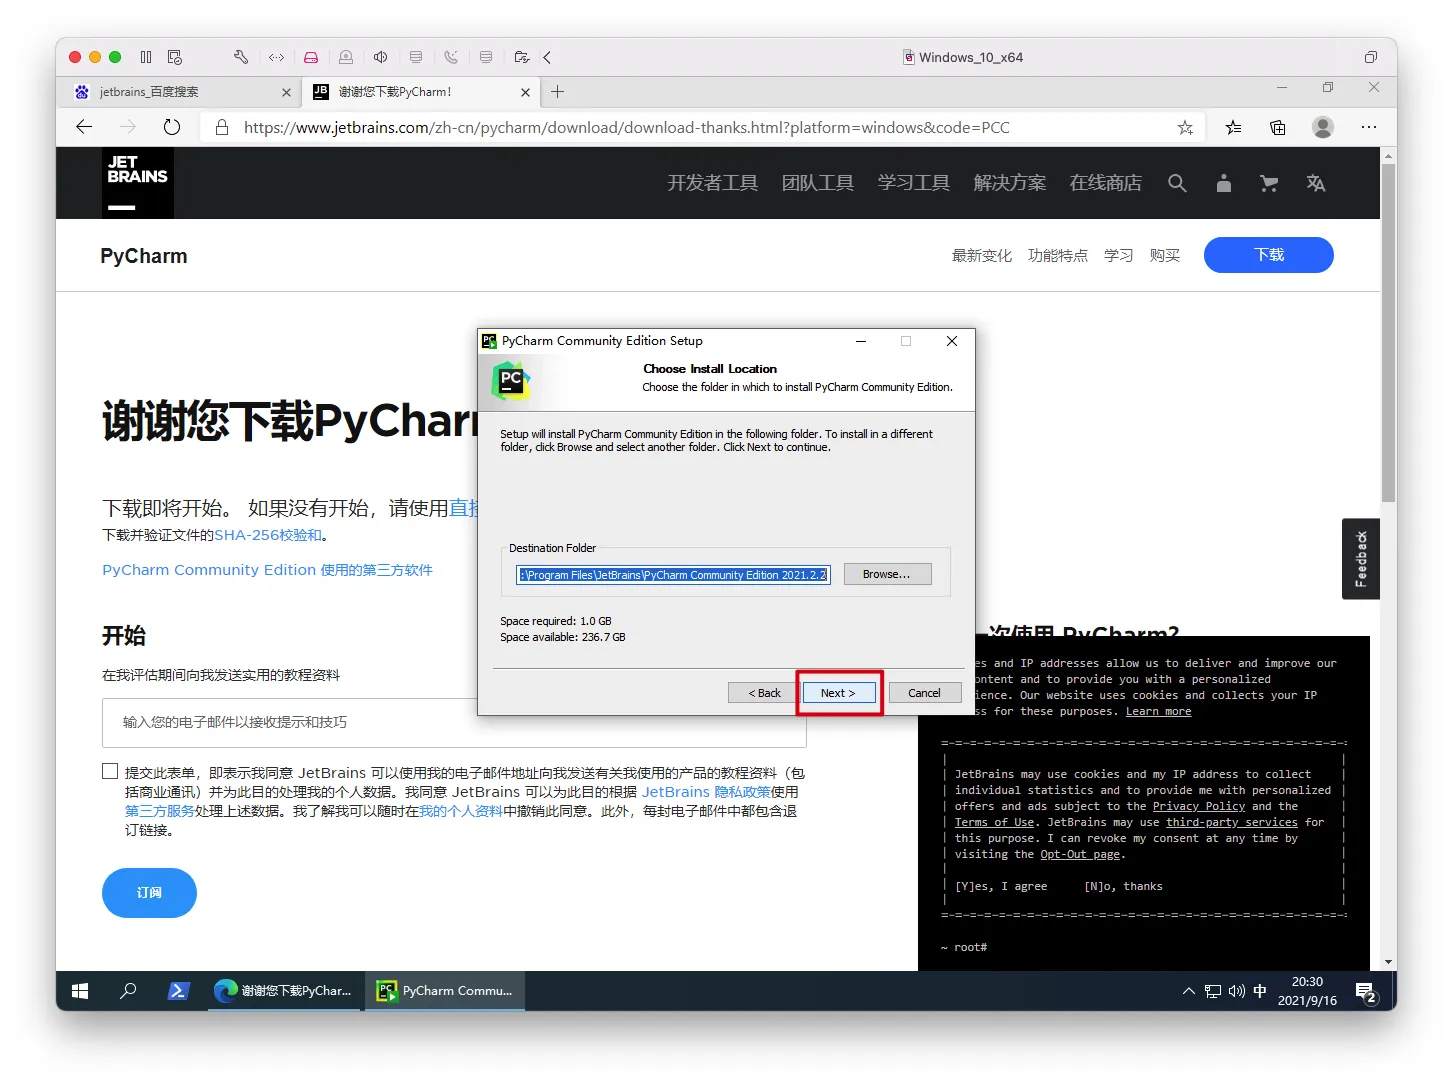 Windows_10_x64
jetbrains_百度搜索
JB
谢谢您下载PyCharm!
https://www.jetbrains.com/zh-cn/pycharm/download/download-thanks.html?platform=windows&code=PCC
JET
BRAINS
开发者工具 团队工具 学习工具 解决方案 在线商店
PyCharm
最新变化 功能特点 学习 购买 下载
PC PyCharm Community Edition Setup
PC
Choose Install Location
Choose the folder in which to install PyCharm Community Edition.
Setup will install PyCharm Community Edition in the following folder. To install in a different
folder, click Browse and select another folder. Click Next to continue.
Destination Folder
:\Program Files\JetBrains\PyCharm Community Edition 2021.2.2
Browse...
Space required: 1.0 GB
Space available: 236.7 GB
< Back Next > Cancel
谢谢您下载PyChar
下载即将开始。 如果没有开始，请使用直接
下载并验证文件的SHA-256校验和。
PyCharm Community Edition 使用的第三方软件
Feedback
开始
次使用 PyCharm?
在我评估期间向我发送实用的教程资料
输入您的电子邮件以接收提示和技巧
提交此表单，即表示我同意 JetBrains 可以使用我的电子邮件地址向我发送有关我使用的产品的教程资料（包
括商业通讯）并为此目的处理我的个人数据。我同意 JetBrains 可以为此目的根据 JetBrains 隐私政策使用
第三方服务处理上述数据。我了解我可以随时在我的个人资料中撤销此同意。此外，每封电子邮件中都包含退
订链接。
订阅
es and IP addresses allow us to deliver and improve our
ontent and to provide you with a personalized
ience. Our website uses cookies and collects your IP
ss for these purposes. Learn more
JetBrains may use cookies and my IP address to collect
individual statistics and to provide me with personalized
offers and ads subject to the Privacy Policy and the
Terms of Use. JetBrains may use third-party services for
this purpose. I can revoke my consent at any time by
visiting the Opt-Out page.
[Y]es, I agree [N]o, thanks
~ root#
谢谢您下载PyChar...
PC PyCharm Commu...
中
20:30
2021/9/16
2